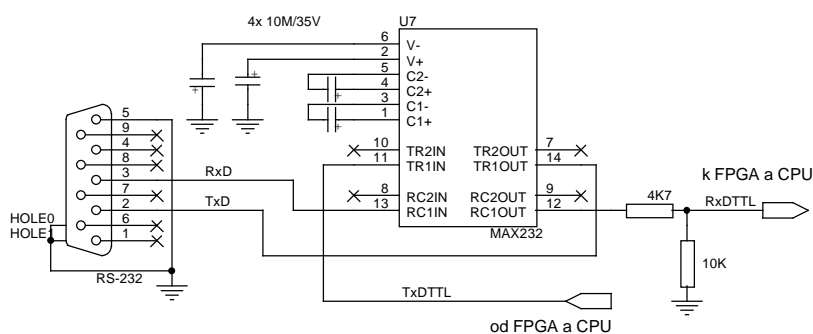 4x 10M/35V
U7
6 V-
2 V+
5 C2-
4 C2+
3 C1-
1 C1+
10 TR2IN TR2OUT 7
11 TR1IN TR1OUT 14
8 RC2IN RC2OUT 9
13 RC1IN RC1OUT 12
MAX232
5
9
4
8
3 RxD
7
2 TxD
6
1
HOLE0
RS-232
4K7
k FPGA a CPU
RxDTTL
10K
TxDTTL
od FPGA a CPU